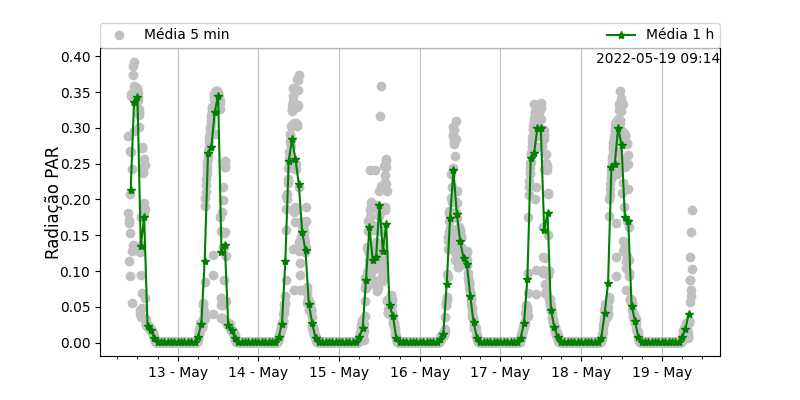 Média 5 min
Média 1 h
2022-05-19 09:14
Radiação PAR
0.40
0.35
0.30
0.25
0.20
0.15
0.10
0.05
0.00
13 - May
14 - May
15 - May
16 - May
17 - May
18 - May
19 - May